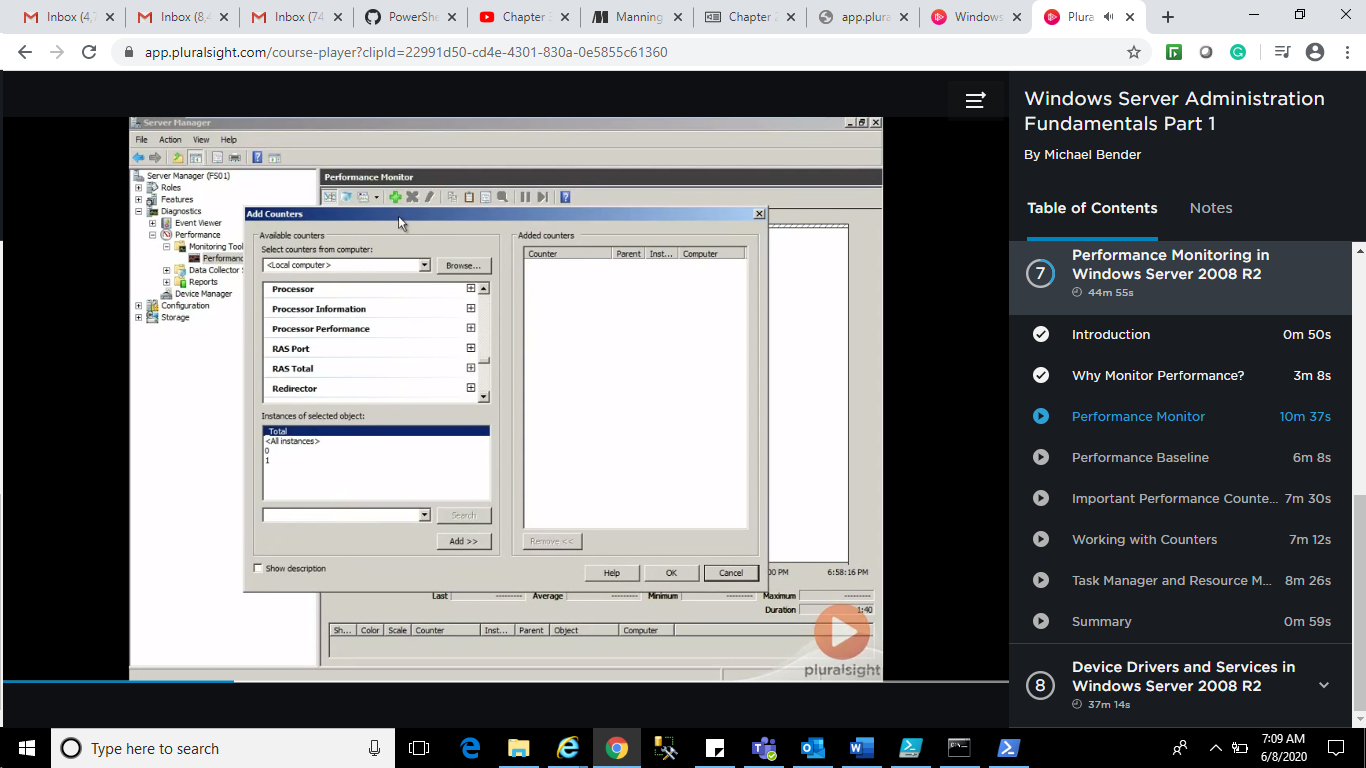 Inbox (4,7
Inbox (8,4
Inbox (74
PowerShe
Chapter
Manning
Chapter
app.plura
Windows
Plura
app.pluralsight.com/course-player?clipId=22991d50-cd4e-4301-830a-0e5855c61360
Server Manager
File Action View Help
Server Manager (FS01)
Roles
Features
Diagnostics
Event Viewer
Performance
Monitoring Tool
Performanc
Data Collector S
Reports
Device Manager
Configuration
Storage
Performance Monitor
Add Counters
Available counters
Select counters from computer:
<Local computer>
Browse...
Processor
Processor Information
Processor Performance
RAS Port
RAS Total
Redirector
Instances of selected object:
_Total
<All instances>
0
1
Search
Add >>
Show description
Added counters
Counter Parent Inst... Computer
Remove <<
Help OK Cancel
00 PM 6:58:16 PM
Last --------- Average --------- Minimum --------- Maximum ---------
Duration 1:40
Sh... Color Scale Counter Inst... Parent Object Computer
pluralsight
Windows Server Administration
Fundamentals Part 1
By Michael Bender
Table of Contents Notes
7
Performance Monitoring in
Windows Server 2008 R2
44m 55s
Introduction 0m 50s
Why Monitor Performance? 3m 8s
Performance Monitor 10m 37s
Performance Baseline 6m 8s
Important Performance Counte... 7m 30s
Working with Counters 7m 12s
Task Manager and Resource M... 8m 26s
Summary 0m 59s
8
Device Drivers and Services in
Windows Server 2008 R2
37m 14s
Type here to search
7:09 AM
6/8/2020